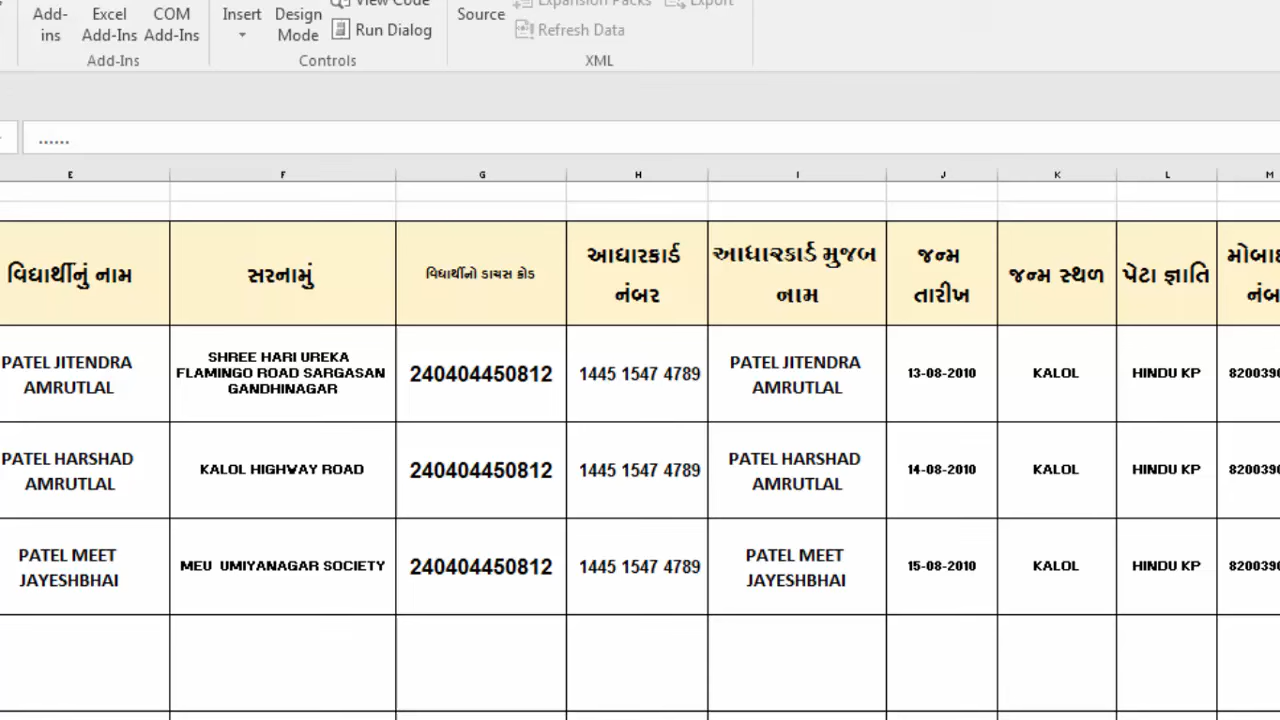 Add-ins
Excel Add-Ins
COM Add-Ins
Insert
Design Mode
View Code
Run Dialog
Source
Expansion Packs
Export
Refresh Data
Add-Ins
Controls
XML
......
E F G H I J K L M
વિદ્યાર્થીનું નામ
સરનામું
વિદ્યાર્થીનો ડાયસ કોડ
આધારકાર્ડ
નંબર
આધારકાર્ડ મુજબ
નામ
જન્મ
તારીખ
જન્મ સ્થળ
પેટા જ્ઞાતિ
PATEL JITENDRA
AMRUTLAL
SHREE HARI UREKA
FLAMINGO ROAD SARGASAN
GANDHINAGAR
240404450812
1445 1547 4789
PATEL JITENDRA
AMRUTLAL
13-08-2010
KALOL
HINDU KP
PATEL HARSHAD
AMRUTLAL
KALOL HIGHWAY ROAD
240404450812
1445 1547 4789
PATEL HARSHAD
AMRUTLAL
14-08-2010
KALOL
HINDU KP
PATEL MEET
JAYESHBHAI
MEU UMIYANAGAR SOCIETY
240404450812
1445 1547 4789
PATEL MEET
JAYESHBHAI
15-08-2010
KALOL
HINDU KP